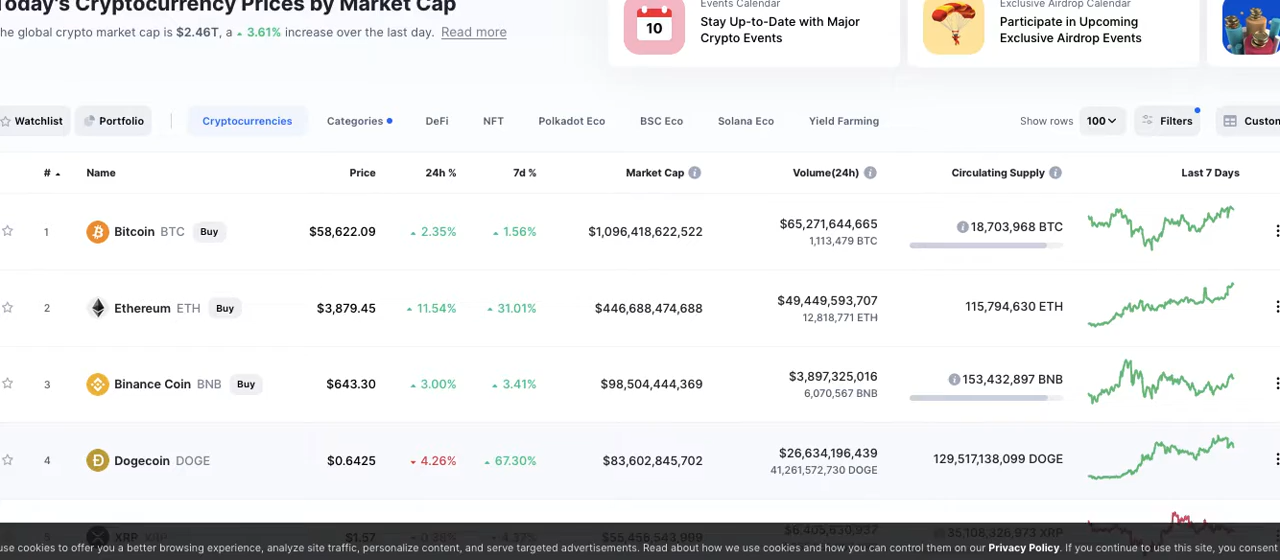 Today's Cryptocurrency Prices by Market Cap
he global crypto market cap is $2.46T, a 3.61% increase over the last day. Read more
Events Calendar
10
Stay Up-to-Date with Major
Crypto Events
Exclusive Airdrop Calendar
Participate in Upcoming
Exclusive Airdrop Events
Watchlist Portfolio Cryptocurrencies Categories DeFi NFT Polkadot Eco BSC Eco Solana Eco Yield Farming Show rows 100 Filters Custom
# Name Price 24h % 7d % Market Cap Volume(24h) Circulating Supply Last 7 Days
1 Bitcoin BTC Buy $58,622.09 2.35% 1.56% $1,096,418,622,522 $65,271,644,665 18,703,968 BTC
1,113,479 BTC
2 Ethereum ETH Buy $3,879.45 11.54% 31.01% $446,688,474,688 $49,449,593,707 115,794,630 ETH
12,818,771 ETH
3 Binance Coin BNB Buy $643.30 3.00% 3.41% $98,504,444,369 $3,897,325,016 153,432,897 BNB
6,070,567 BNB
4 Dogecoin DOGE $0.6425 4.26% 67.30% $83,602,845,702 $26,634,196,439 129,517,138,099 DOGE
41,261,572,730 DOGE
5 XRP XRP $1.57
use cookies to offer you a better browsing experience, analyze site traffic, personalize content, and serve targeted advertisements. Read about how we use cookies and how you can control them on our Privacy Policy. If you continue to use this site, you consent